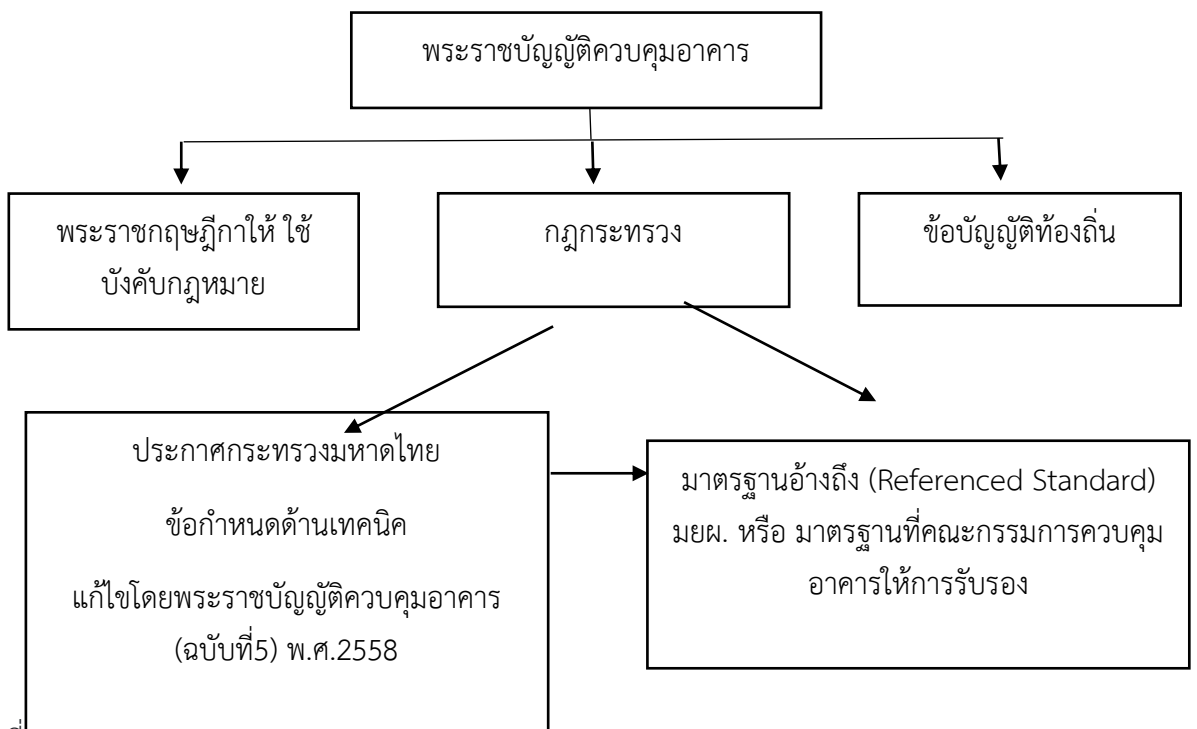 พระราชบัญญัติควบคุมอาคาร
พระราชกฤษฎีกาให้ ใช้
บังคับกฎหมาย
กฎกระทรวง
ข้อบัญญัติท้องถิ่น
ประกาศกระทรวงมหาดไทย
ข้อกำหนดด้านเทคนิค
แก้ไขโดยพระราชบัญญัติควบคุมอาคาร
(ฉบับที่5) พ.ศ.2558
มาตรฐานอ้างถึง (Referenced Standard)
มยผ. หรือ มาตรฐานที่คณะกรรมการควบคุม
อาคารให้การรับรอง